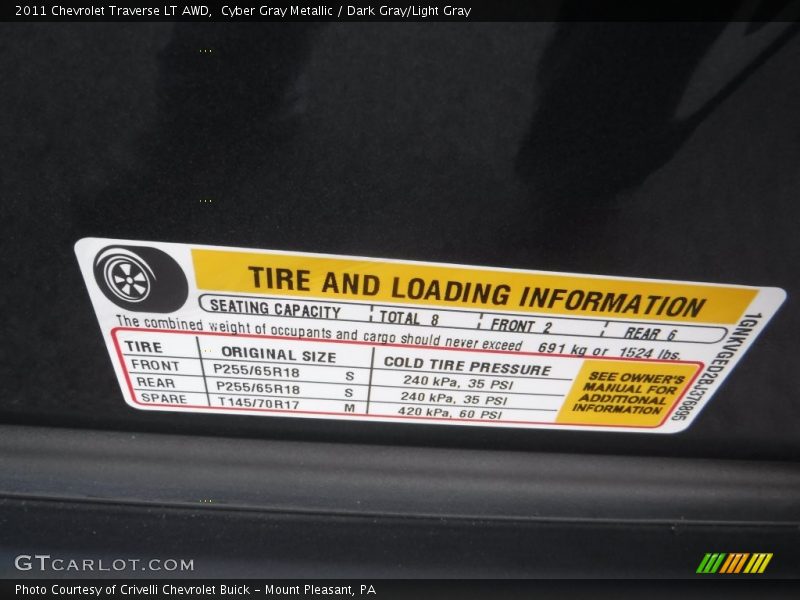 2011 Chevrolet Traverse LT AWD,  Cyber Gray Metallic / Dark Gray/Light Gray
TIRE AND LOADING INFORMATION
SEATING CAPACITY TOTAL 8 FRONT 2 REAR 6
The combined weight of occupants and cargo should never exceed 691 kg or 1524 lbs.
TIRE ORIGINAL SIZE COLD TIRE PRESSURE
FRONT P255/65R18 S 240 kPa, 35 PSI
REAR P255/65R18 S 240 kPa, 35 PSI
SPARE T145/70R17 M 420 kPa, 60 PSI
SEE OWNER'S
MANUAL FOR
ADDITIONAL
INFORMATION
1GNKVGED2BJ376895
GTCARLOT.COM
Photo Courtesy of Crivelli Chevrolet Buick - Mount Pleasant, PA